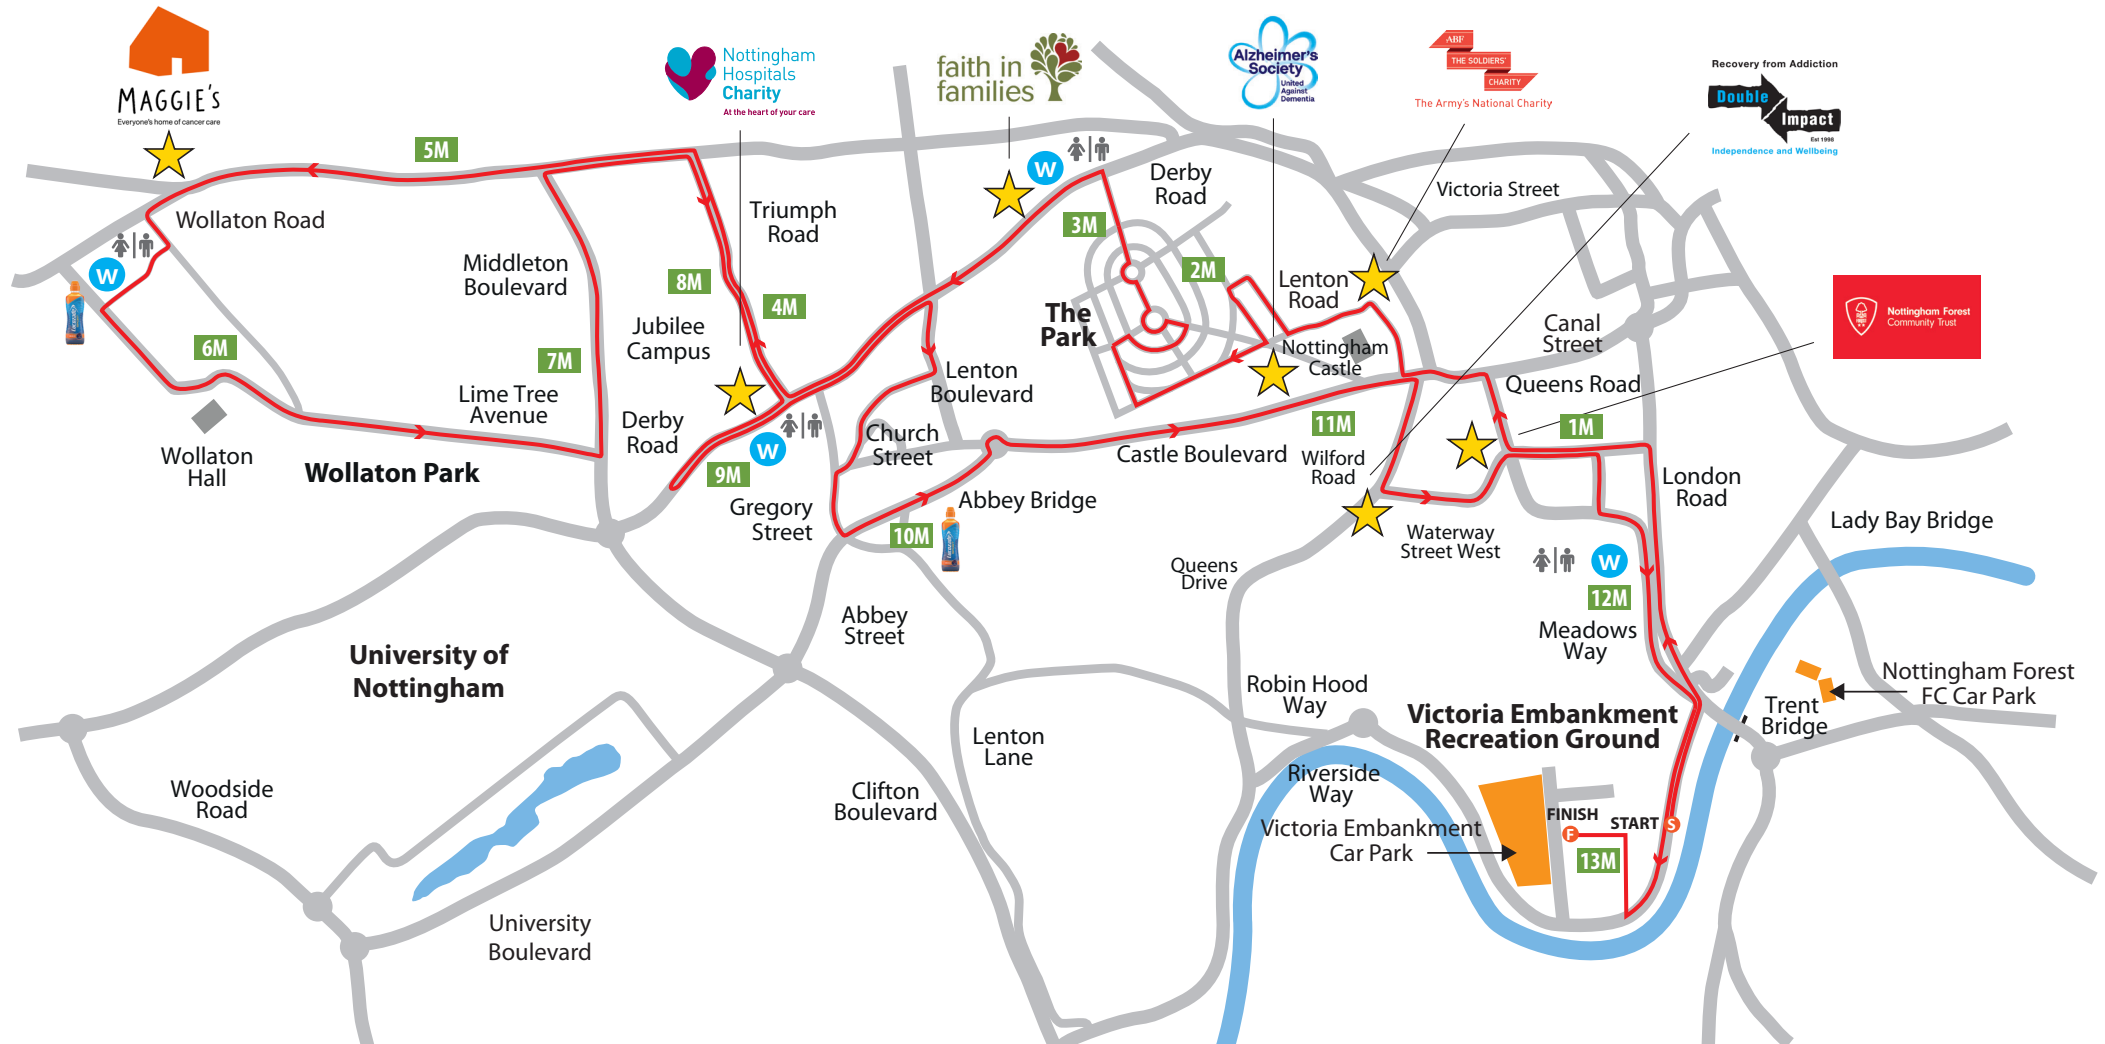 MAGGIE'S
Everyone's home of cancer care
Nottingham
Hospitals
Charity
At the heart of your care
faith in
families
Alzheimer's
Society
United
Against
Dementia
ABF
THE SOLDIERS'
CHARITY
The Army's National Charity
Recovery from Addiction
Double
Impact
Est 1998
Independence and Wellbeing
5M
W
Derby
Road
Victoria Street
Wollaton Road
Triumph
Road
3M
W
Middleton
Boulevard
8M
4M
2M
Lenton
Road
Nottingham Forest
Community Trust
The
Park
Jubilee
Campus
Canal
Street
6M
7M
Nottingham
Castle
Lenton
Boulevard
Queens Road
Lime Tree
Avenue
Derby
Road
Church
Street
11M
1M
W
Castle Boulevard
Wollaton
Hall
Wollaton Park
9M
Wilford
Road
London
Road
Gregory
Street
Abbey Bridge
10M
Waterway
Street West
Lady Bay Bridge
Queens
Drive
W
12M
Abbey
Street
Meadows
Way
University of
Nottingham
Robin Hood
Way
Nottingham Forest
FC Car Park
Victoria Embankment
Recreation Ground
Trent
Bridge
Lenton
Lane
Woodside
Road
Clifton
Boulevard
Riverside
Way
FINISH
F
START
S
Victoria Embankment
Car Park
13M
University
Boulevard